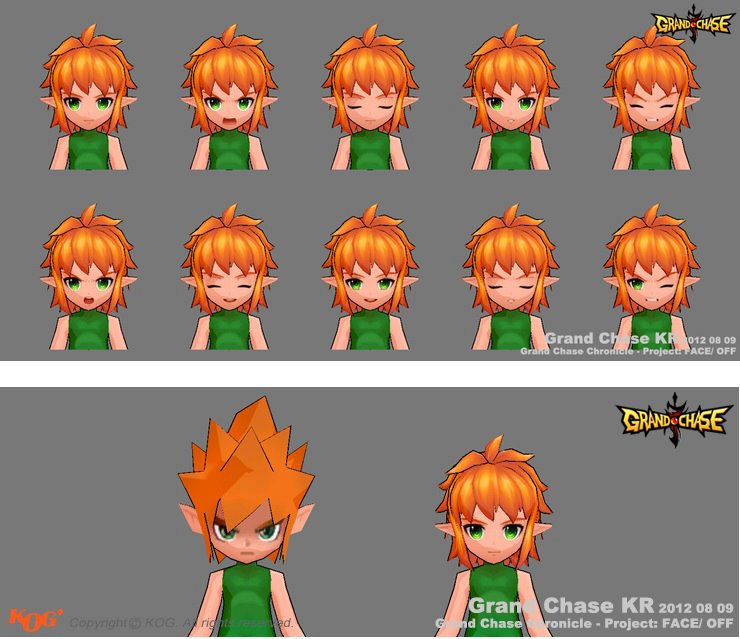 GRAND CHASE
Grand Chase KR 2012 08 09
Grand Chase Chronicle - Project: FACE/ OFF
GRAND CHASE
KOG
Copyright© KOG. All rights reserved.
Grand Chase KR 2012 08 09
Grand Chase Chronicle - Project: FACE/ OFF